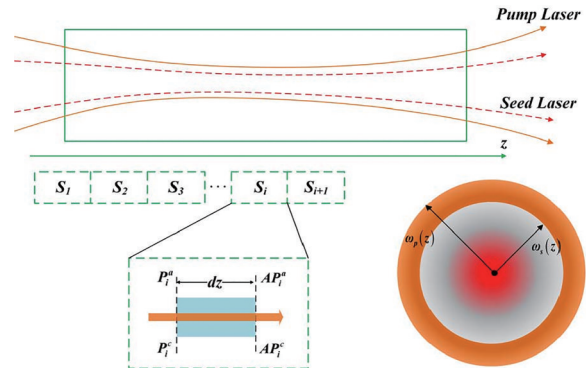 Pump Laser
Seed Laser
z
S₁ S₂ S₃ ··· Sᵢ Sᵢ₊₁
ωₚ(z) ωₛ(z)
Pᵢᵃ dz APᵢᵃ
Pᵢᶜ APᵢᶜ